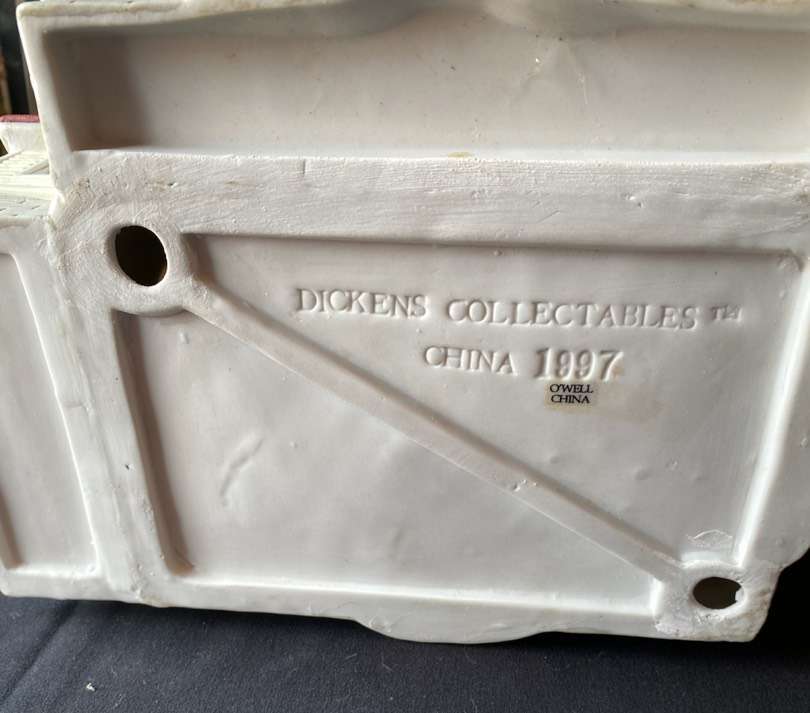 DICKENS COLLECTABLES ™
CHINA 1997
O'WELL
CHINA